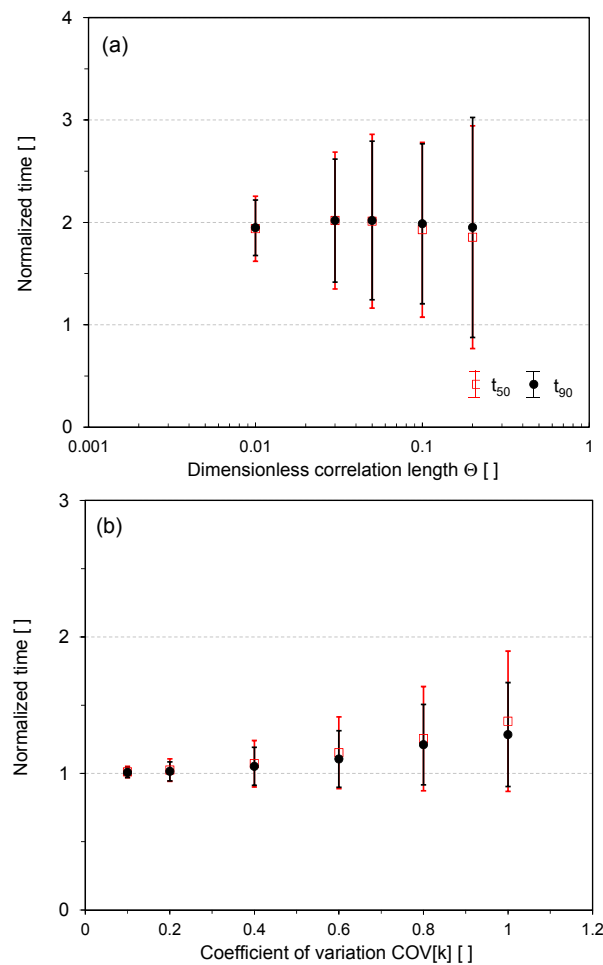 (a)
Normalized time [ ]
4
3
2
1
0
0.001 0.01 0.1 1
Dimensionless correlation length Θ [ ]
t50 t90
(b)
Normalized time [ ]
3
2
1
0
0 0.2 0.4 0.6 0.8 1.0 1.2
Coefficient of variation COV[k] [ ]